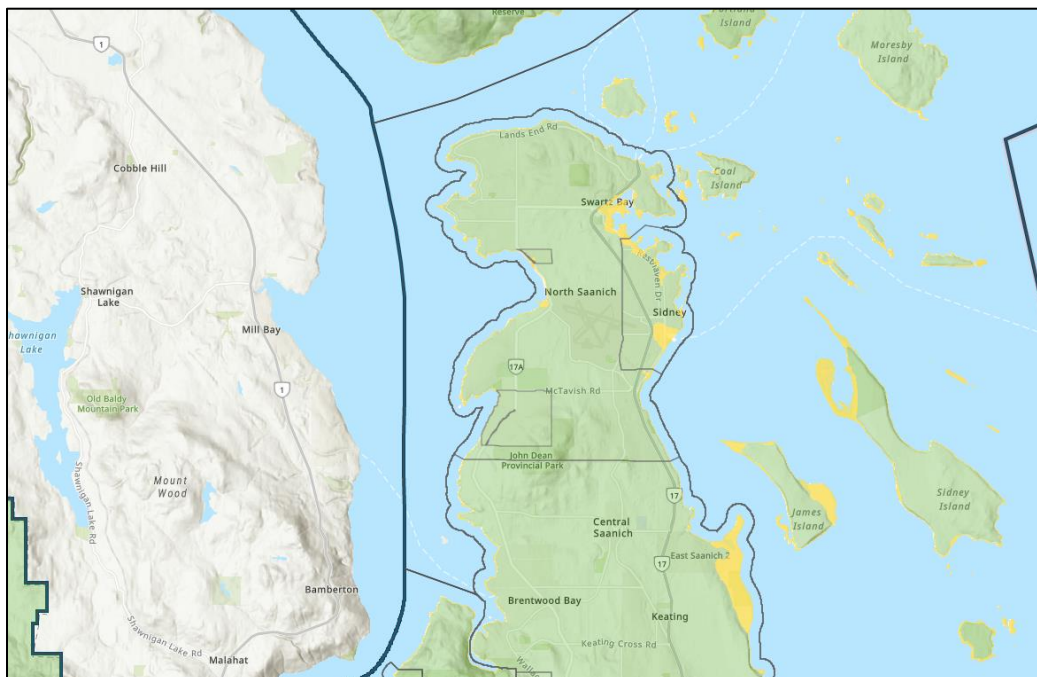 Reserve
Portland
Island
Moresby
Island
1
Lands End Rd
Cobble Hill
Coal
Island
Swartz Bay
Shawnigan
Lake
North Saanich
Sidney
Shawnigan
Lake
Mill Bay
17A
1
McTavish Rd
Old Baldy
Mountain Park
John Dean
Provincial Park
Mount
Wood
Shawnigan Lake Rd
17
Sidney
Island
James
Island
Central
Saanich
East Saanich 2
17
Bamberton
Brentwood Bay
Keating
Keating Cross Rd
Shawnigan Lake Rd
Malahat